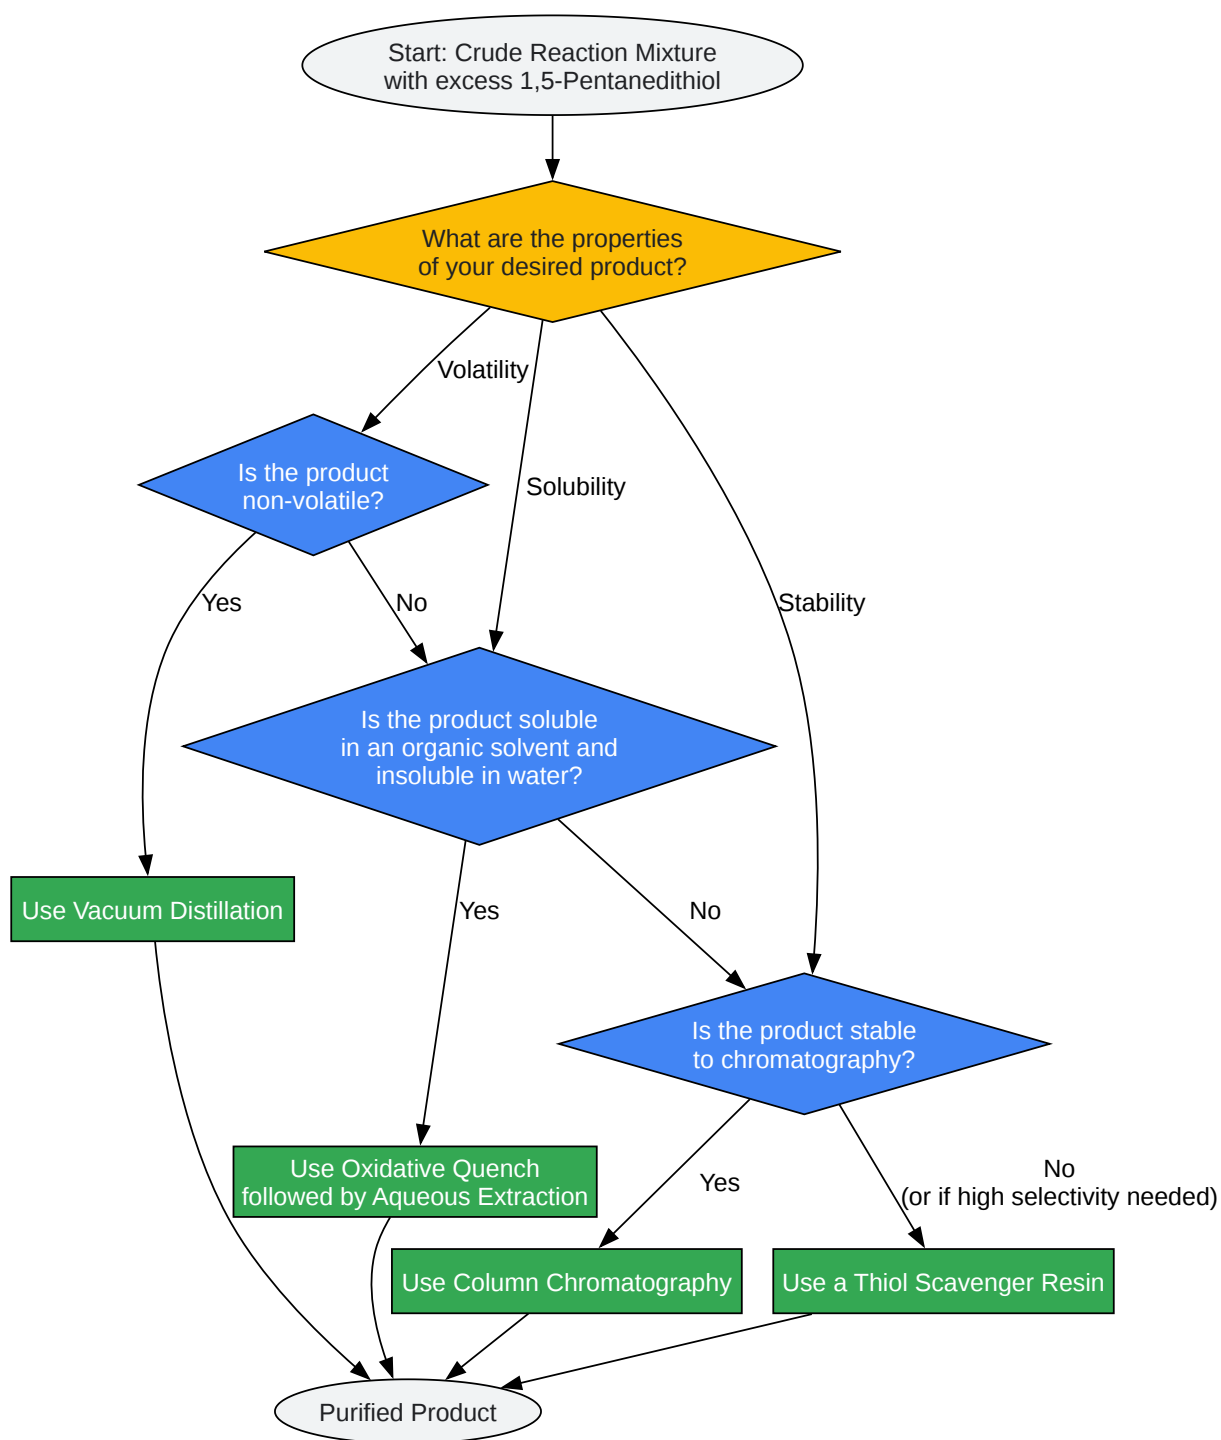 Start: Crude Reaction Mixture
with excess 1,5-Pentanedithiol
What are the properties
of your desired product?
Volatility
Is the product
non-volatile?
Solubility
Yes
No
Stability
Is the product soluble
in an organic solvent and
insoluble in water?
Use Vacuum Distillation
Yes
No
Is the product stable
to chromatography?
Use Oxidative Quench
followed by Aqueous Extraction
Yes
No
(or if high selectivity needed)
Use Column Chromatography
Use a Thiol Scavenger Resin
Purified Product